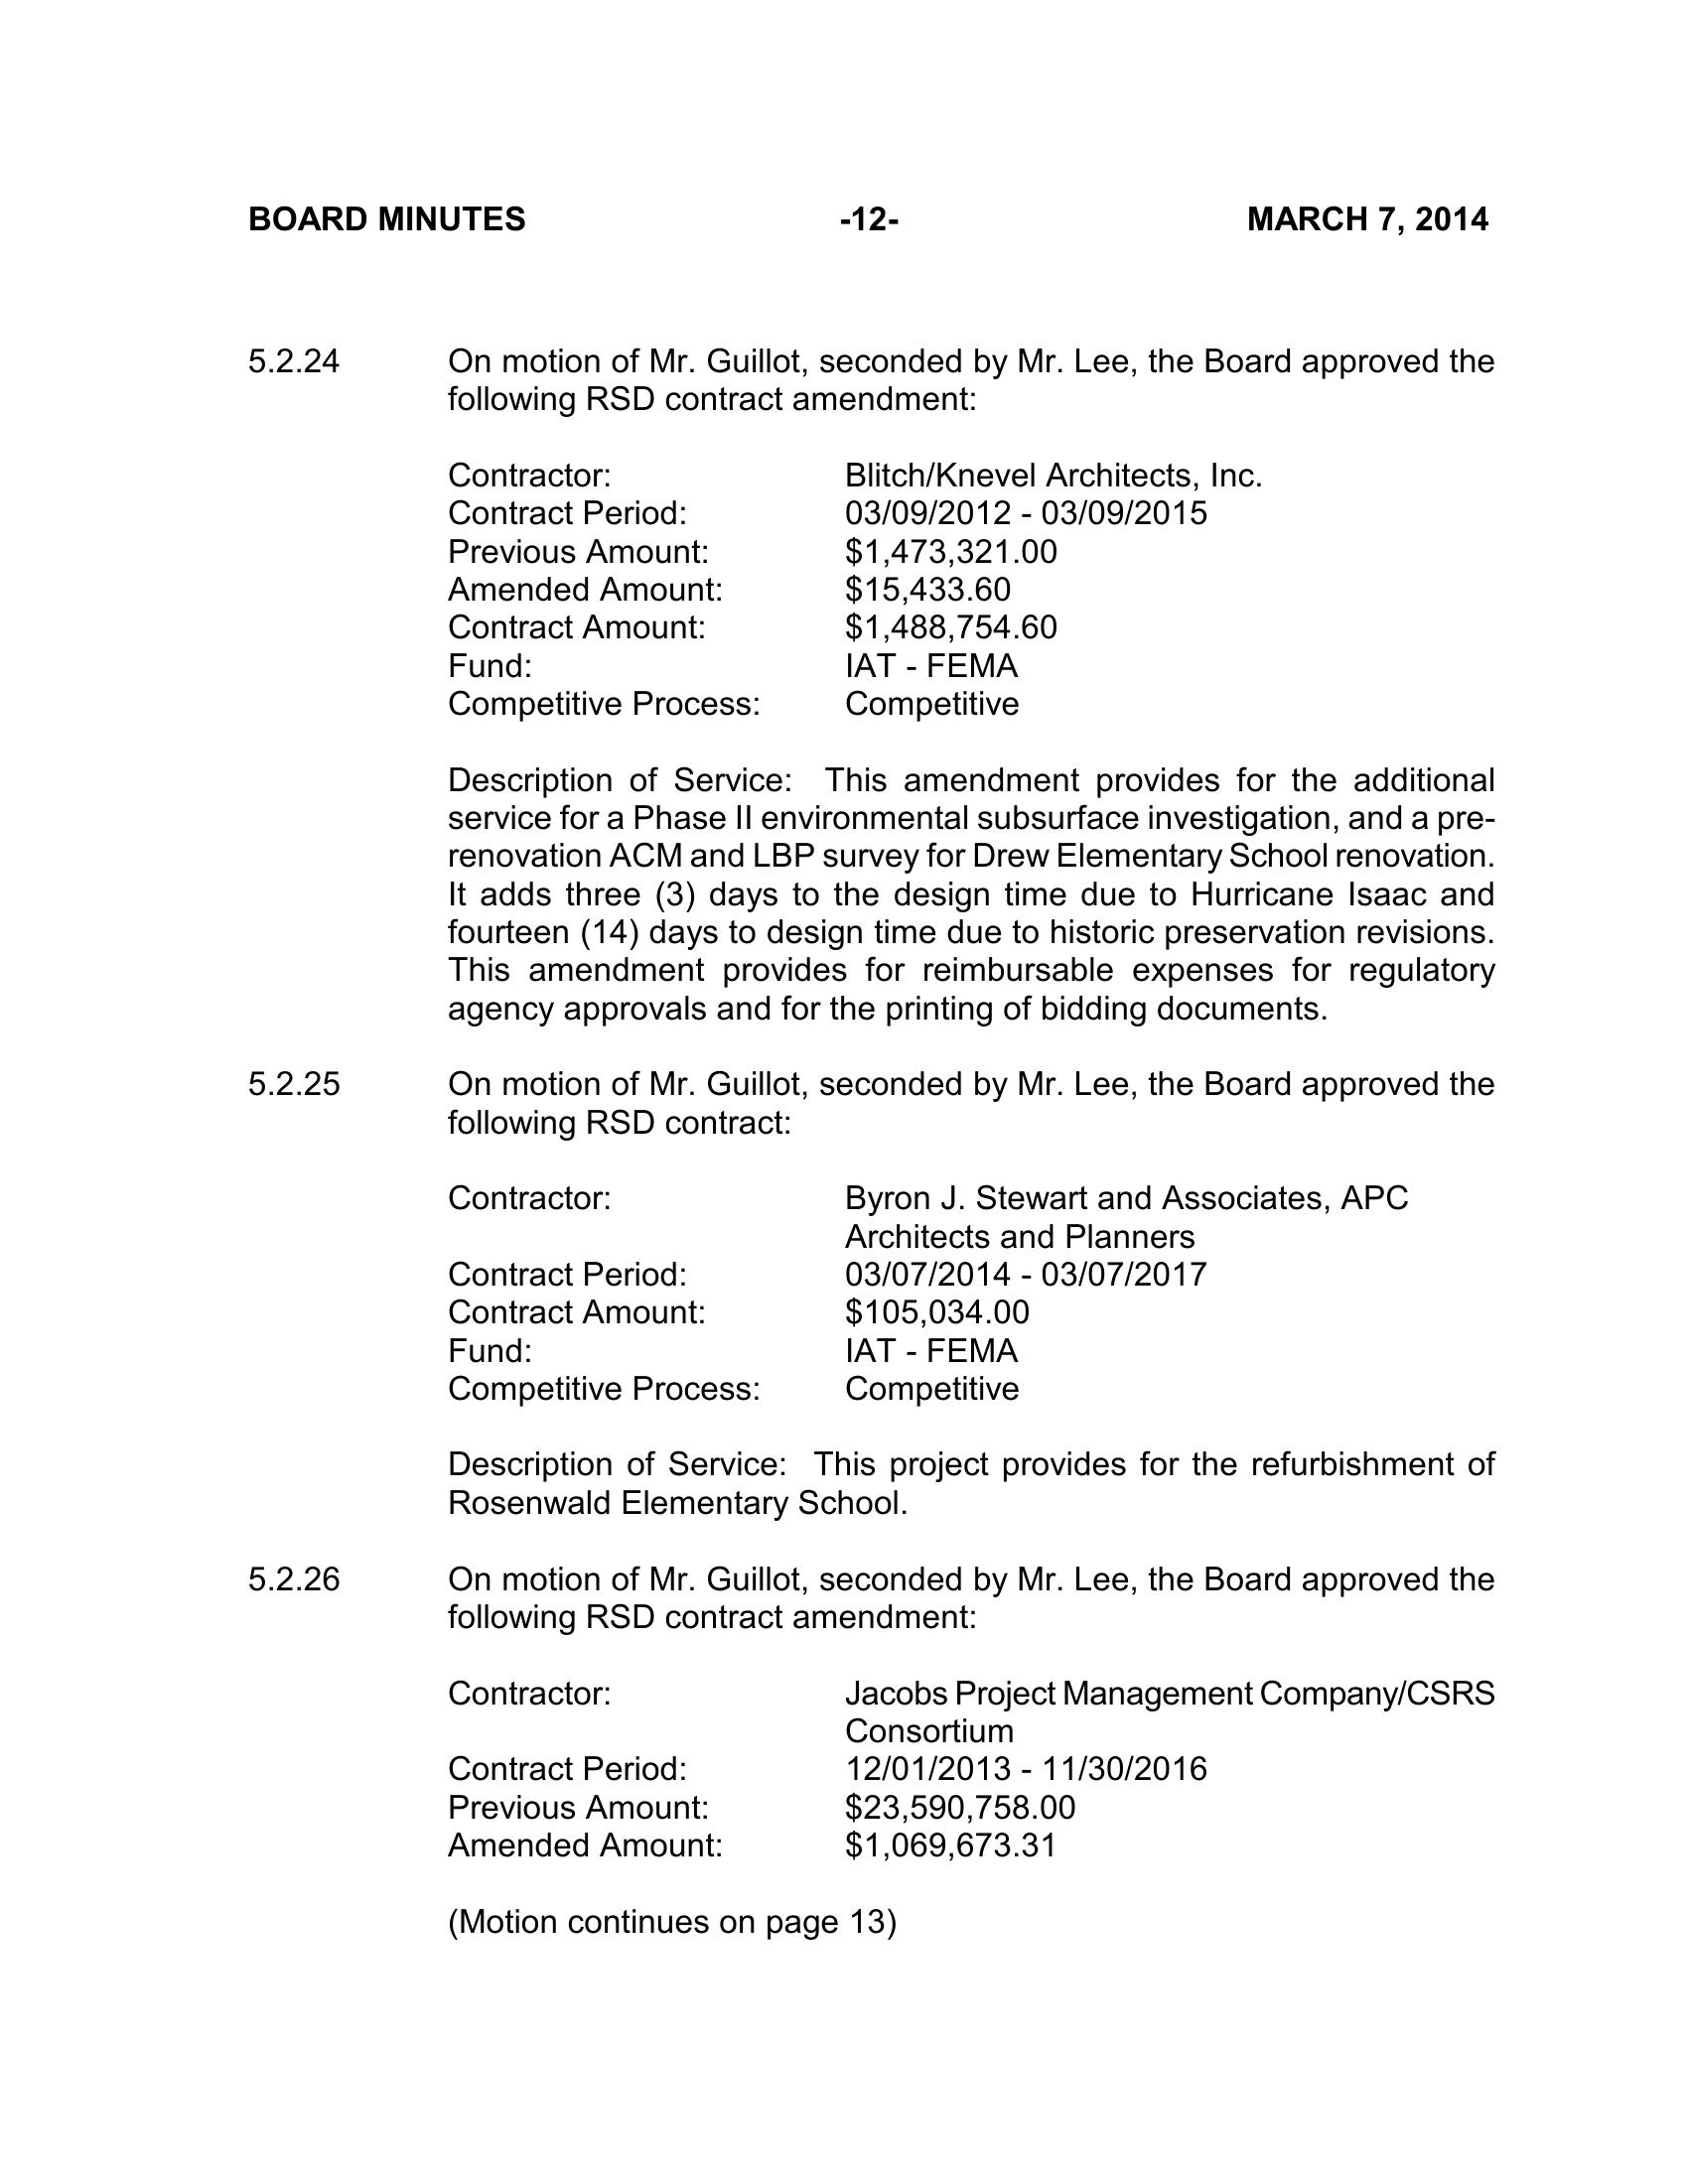 BOARD MINUTES -12- MARCH 7, 2014
5.2.24 On motion of Mr. Guillot, seconded by Mr. Lee, the Board approved the
following RSD contract amendment:
Contractor: Blitch/Knevel Architects, Inc.
Contract Period: 03/09/2012 - 03/09/2015
Previous Amount: $1,473,321.00
Amended Amount: $15,433.60
Contract Amount: $1,488,754.60
Fund: IAT - FEMA
Competitive Process: Competitive
Description of Service: This amendment provides for the additional
service for a Phase II environmental subsurface investigation, and a pre-
renovation ACM and LBP survey for Drew Elementary School renovation.
It adds three (3) days to the design time due to Hurricane Isaac and
fourteen (14) days to design time due to historic preservation revisions.
This amendment provides for reimbursable expenses for regulatory
agency approvals and for the printing of bidding documents.
5.2.25 On motion of Mr. Guillot, seconded by Mr. Lee, the Board approved the
following RSD contract:
Contractor: Byron J. Stewart and Associates, APC
Architects and Planners
Contract Period: 03/07/2014 - 03/07/2017
Contract Amount: $105,034.00
Fund: IAT - FEMA
Competitive Process: Competitive
Description of Service: This project provides for the refurbishment of
Rosenwald Elementary School.
5.2.26 On motion of Mr. Guillot, seconded by Mr. Lee, the Board approved the
following RSD contract amendment:
Contractor: Jacobs Project Management Company/CSRS
Consortium
Contract Period: 12/01/2013 - 11/30/2016
Previous Amount: $23,590,758.00
Amended Amount: $1,069,673.31
(Motion continues on page 13)